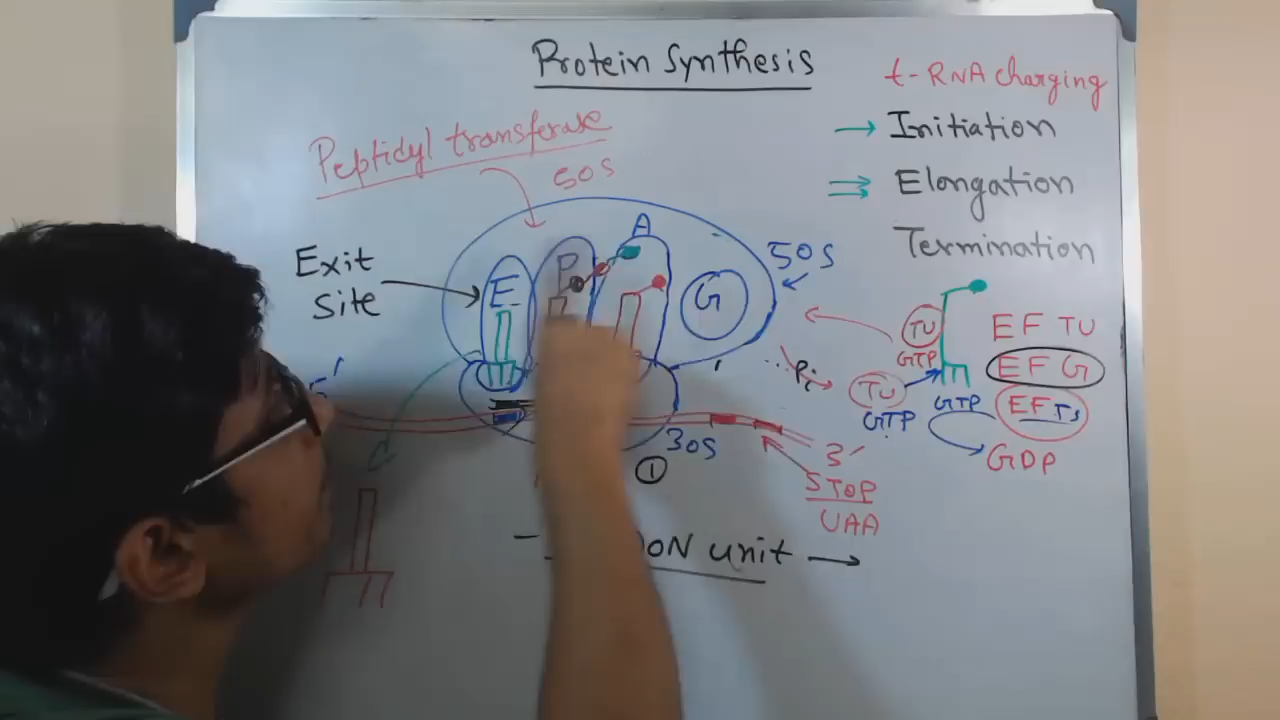 Protein Synthesis
t-RNA charging
→ Initiation
Elongation
Termination
Peptidyl transferase
50S
Exit
Site
E
P
A
G
50S
TU
GTP
EF TU
EF G
EF Ts
Pi
TU
GTP
GTP
GDP
5'
30S
1
3'
STOP
UAA
unit →